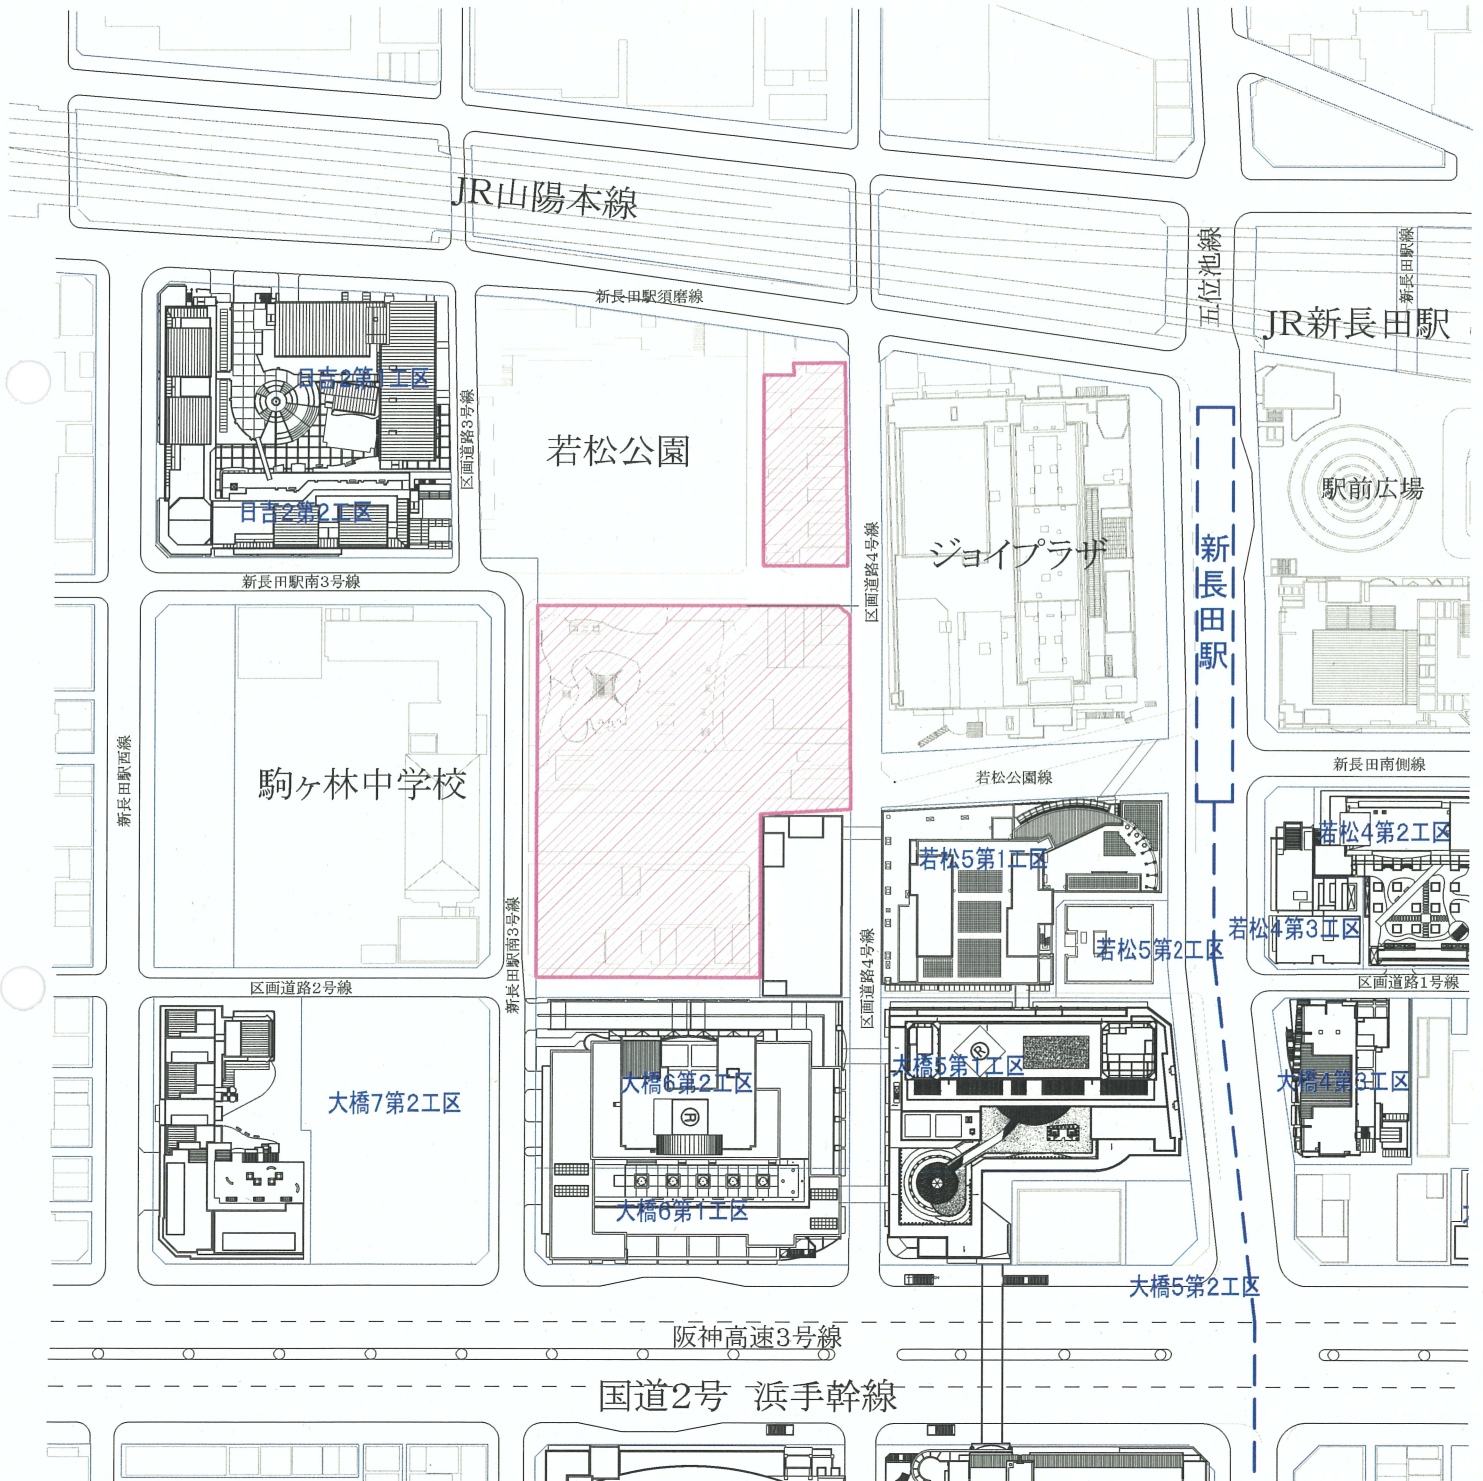 JR山陽本線
五位池線
新長田駅線
新長田駅須磨線
JR新長田駅
日吉2第1工区
区画道路3号線
若松公園
駅前広場
日吉2第2工区
区画道路4号線
ジョイプラザ
新長田駅
新長田駅南3号線
新長田駅西線
駒ヶ林中学校
若松公園線
新長田南側線
若松5第1工区
若松4第2工区
若松4第3工区
若松5第2工区
新長田駅南3号線
区画道路4号線
区画道路2号線
区画道路1号線
大橋7第2工区
大橋6第2工区
R
大橋5第1工区
R
大橋4第3工区
大橋6第1工区
大橋5第2工区
阪神高速3号線
国道2号 浜手幹線